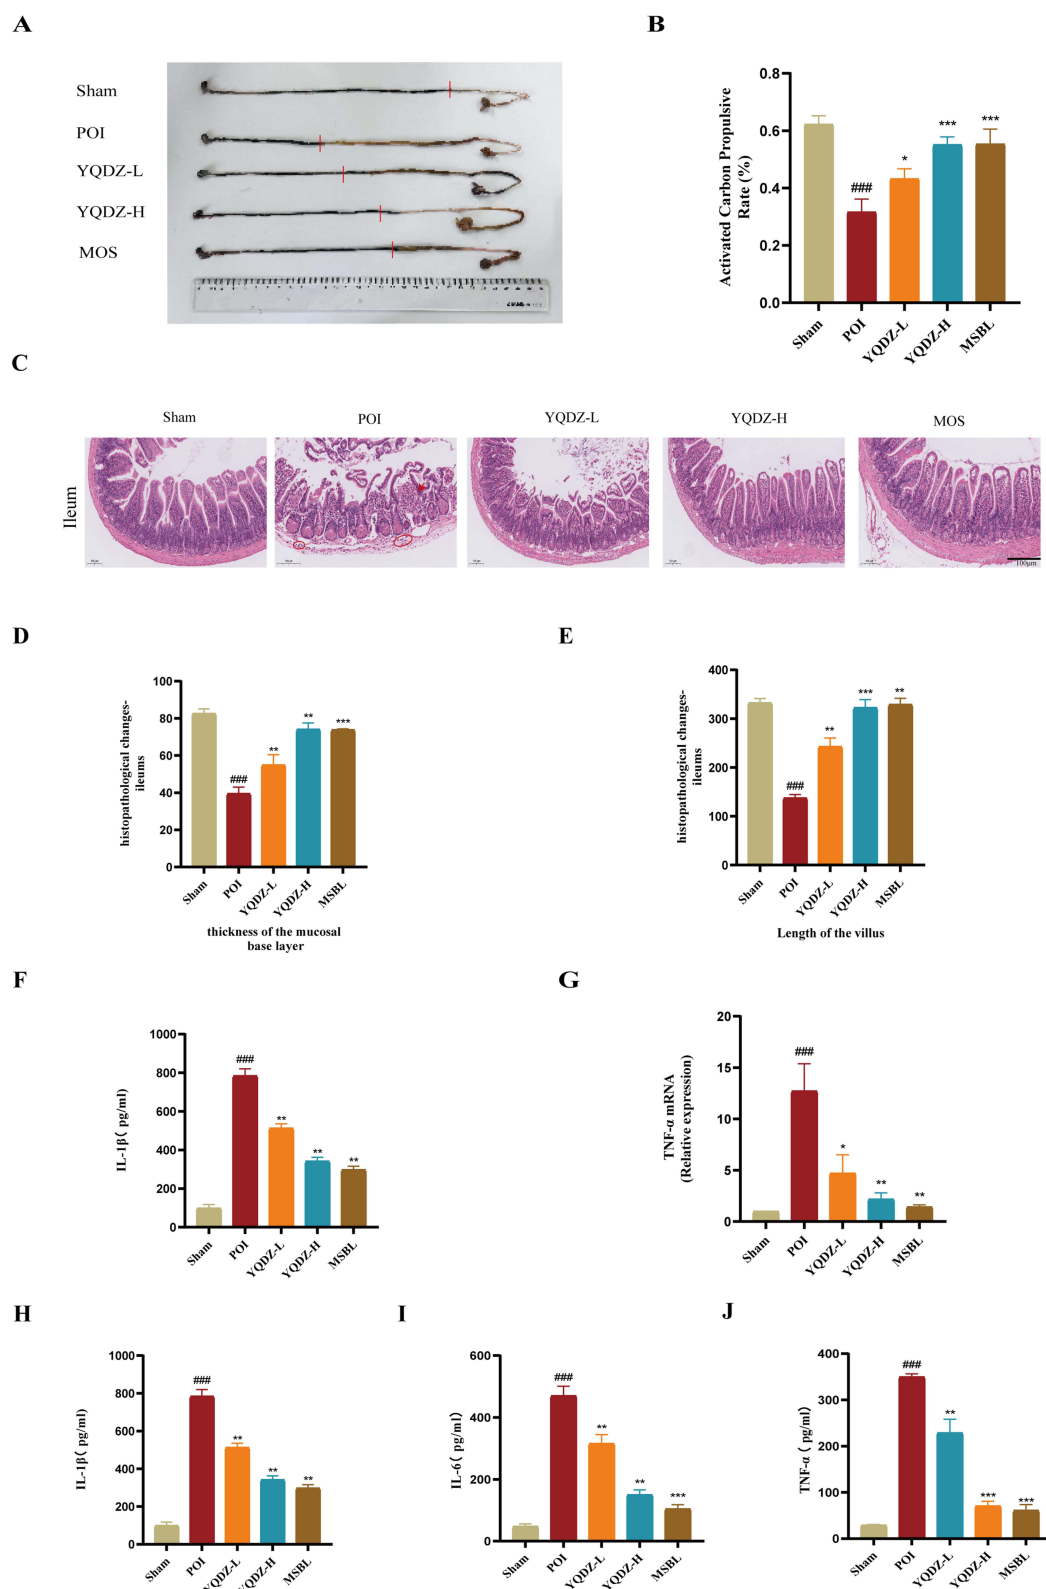 A
Sham
POI
YQDZ-L
YQDZ-H
MOS
B
Activated Carbon Propulsive
Rate (%)
0.8
0.6
0.4
0.2
0.0
###
*
***
***
Sham
POI
YQDZ-L
YQDZ-H
MSBL
C
Sham
POI
YQDZ-L
YQDZ-H
MOS
Ileum
100μm
D
histopathological changes-
ileums
100
80
60
40
20
0
###
**
**
***
Sham
POI
YQDZ-L
YQDZ-H
MSBL
thickness of the mucosal
base layer
E
histopathological changes-
ileums
400
300
200
100
0
###
**
***
**
Sham
POI
YQDZ-L
YQDZ-H
MSBL
Length of the villus
F
IL-1β( pg/ml)
1000
800
600
400
200
0
###
**
**
**
Sham
POI
YQDZ-L
YQDZ-H
MSBL
G
TNF-α mRNA
(Relative expression)
20
15
10
5
0
###
*
**
**
Sham
POI
YQDZ-L
YQDZ-H
MSBL
H
IL-1β( pg/ml)
1000
800
600
400
200
0
###
**
**
**
Sham
POI
YQDZ-L
YQDZ-H
MSBL
I
IL-6( pg/ml)
600
400
200
0
###
**
**
***
Sham
POI
YQDZ-L
YQDZ-H
MSBL
J
TNF-α( pg/ml)
400
300
200
100
0
###
**
***
***
Sham
POI
YQDZ-L
YQDZ-H
MSBL